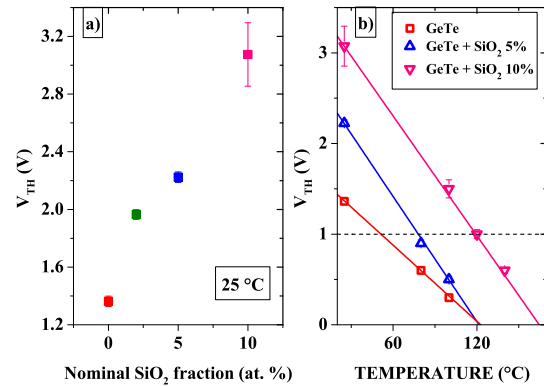 a)
3.2
2.8
2.4
2.0
1.6
1.2
V_TH (V)
25 °C
0 5 10
Nominal SiO₂ fraction (at. %)
b)
GeTe
GeTe + SiO₂ 5%
GeTe + SiO₂ 10%
3
2
1
0
V_TH (V)
60 120
TEMPERATURE (°C)